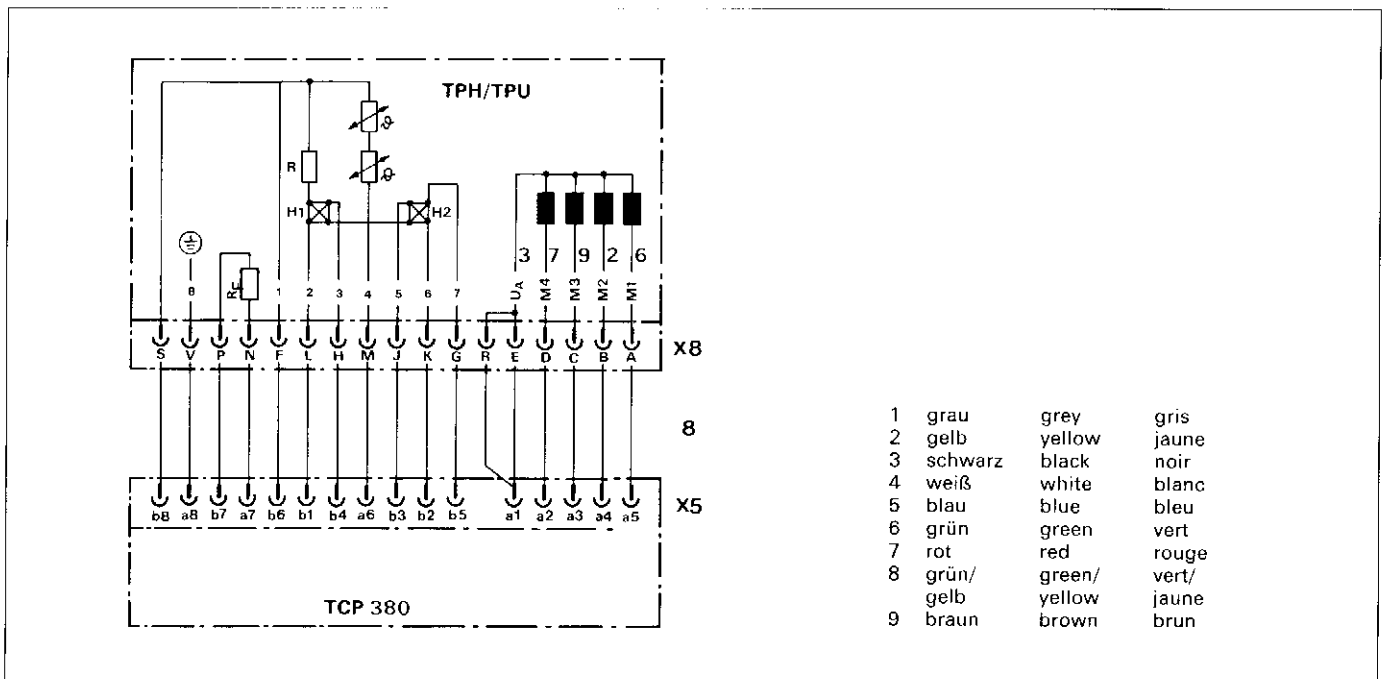 TPH/TPU
ϑ
ϑ
R
H1 H2
3 7 9 2 6
8 RF 1 2 3 4 5 6 7 UA M4 M3 M2 M1
S V P N F L H M J K G R E D C B A
X8
8
X5
b8 a8 b7 a7 b6 b1 b4 a6 b3 b2 b5 a1 a2 a3 a4 a5
TCP 380
1 grau grey gris
2 gelb yellow jaune
3 schwarz black noir
4 weiß white blanc
5 blau blue bleu
6 grün green vert
7 rot red rouge
8 grün/ green/ vert/
gelb yellow jaune
9 braun brown brun